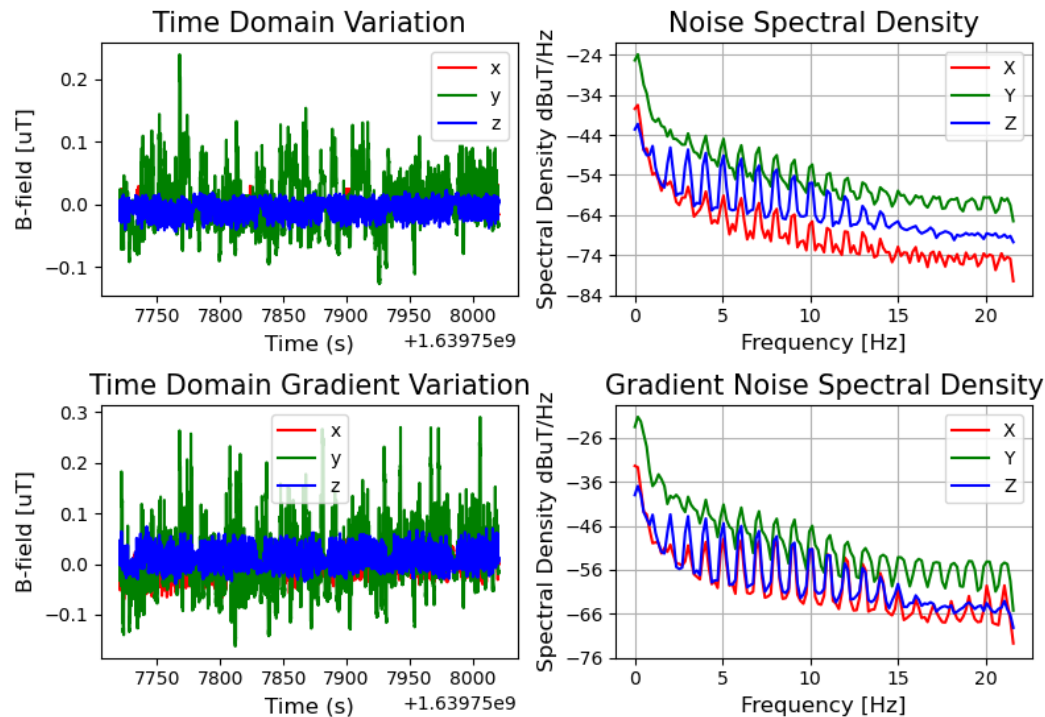 Time Domain Variation
B-field [uT]
0.2
0.1
0.0
−0.1
x
y
z
7750 7800 7850 7900 7950 8000
Time (s)
+1.63975e9
Noise Spectral Density
Spectral Density dBuT/Hz
−24
−34
−44
−54
−64
−74
−84
X
Y
Z
0 5 10 15 20
Frequency [Hz]
Time Domain Gradient Variation
B-field [uT]
0.3
0.2
0.1
0.0
−0.1
x
y
z
7750 7800 7850 7900 7950 8000
Time (s)
+1.63975e9
Gradient Noise Spectral Density
Spectral Density dBuT/Hz
−26
−36
−46
−56
−66
−76
X
Y
Z
0 5 10 15 20
Frequency [Hz]